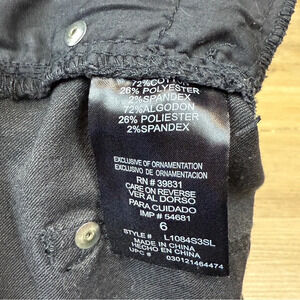 72%COTTON
26% POLYESTER
2%SPANDEX
72%ALGODON
26% POLIESTER
2%SPANDEX
EXCLUSIVE OF ORNAMENTATION
EXCLUSIVO DE ORNAMENTACION
RN # 39831
CARE ON REVERSE
VER AL DORSO
PARA CUIDADO
IMP # 54681
6
STYLE # L1084S3SL
MADE IN CHINA
HECHO EN CHINA
UPC # 030121464474